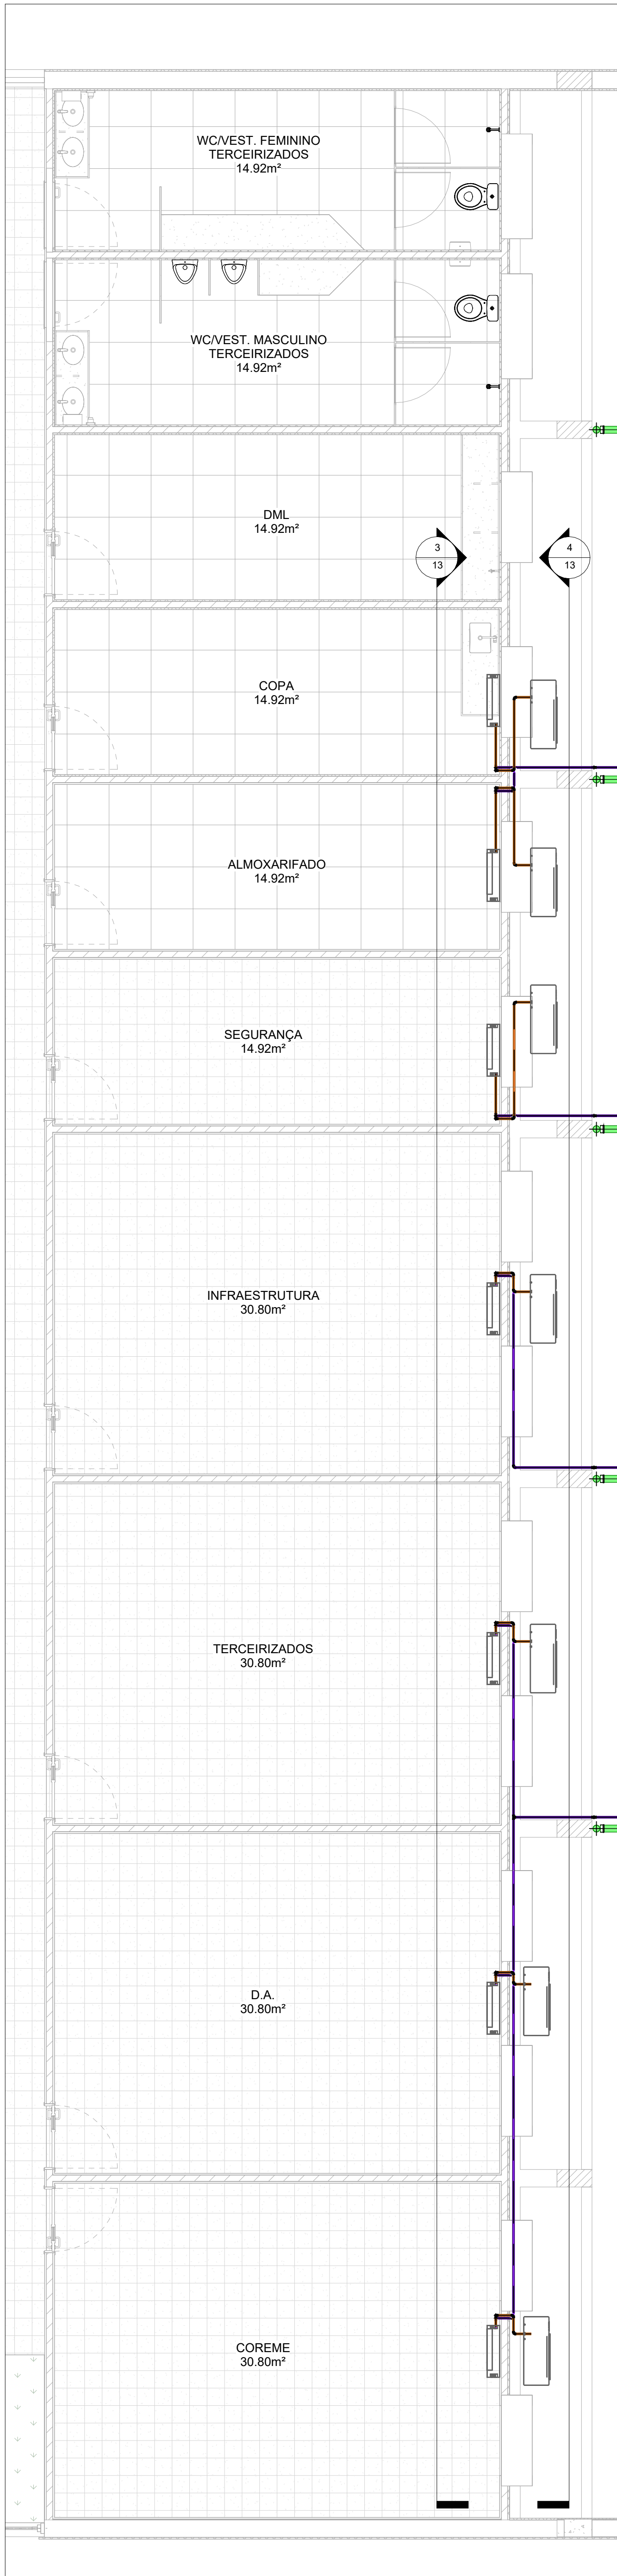 WC/VEST. FEMININO
TERCEIRIZADOS
14.92m²
WC/VEST. MASCULINO
TERCEIRIZADOS
14.92m²
DML
14.92m²
3
13
4
13
COPA
14.92m²
ALMOXARIFADO
14.92m²
SEGURANÇA
14.92m²
INFRAESTRUTURA
30.80m²
TERCEIRIZADOS
30.80m²
D.A.
30.80m²
COREME
30.80m²